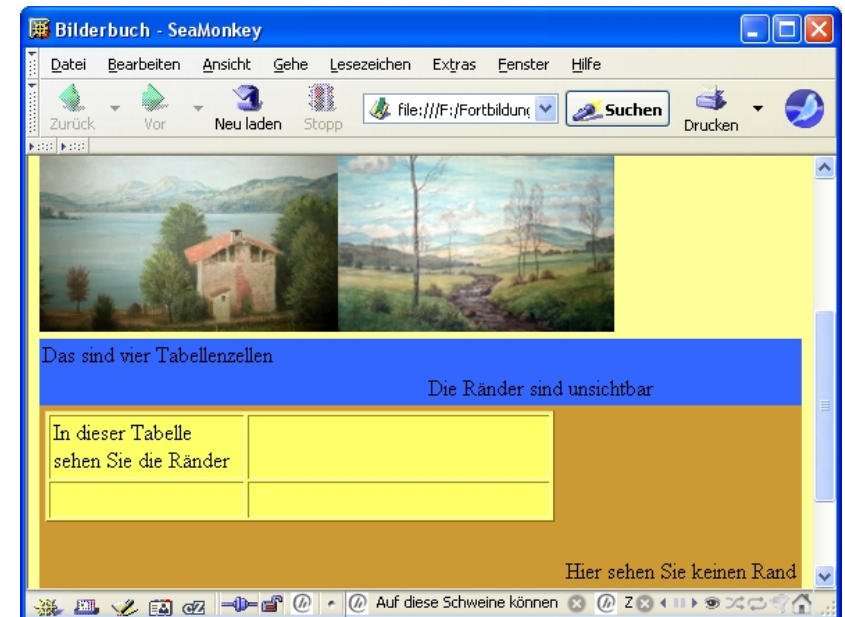 Bilderbuch - SeaMonkey
Datei Bearbeiten Ansicht Gehe Lesezeichen Extras Fenster Hilfe
Zurück Vor Neu laden Stopp file:///F:/Fortbildung Suchen Drucken
Das sind vier Tabellenzellen
Die Ränder sind unsichtbar
In dieser Tabelle
sehen Sie die Ränder
Hier sehen Sie keinen Rand
Auf diese Schweine können Z